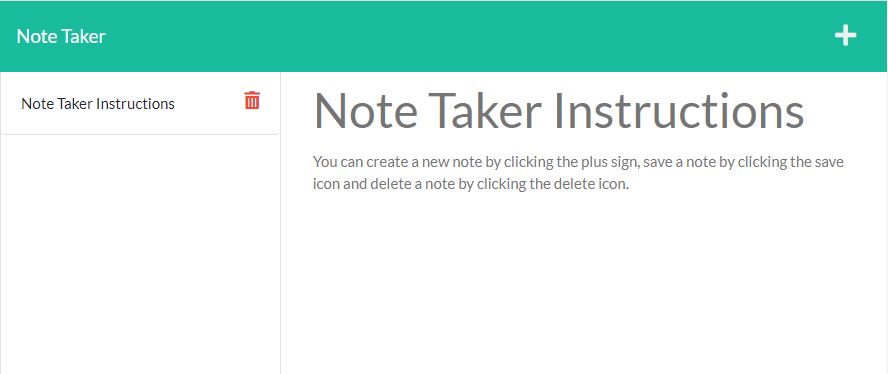 Note Taker
Note Taker Instructions
Note Taker Instructions
You can create a new note by clicking the plus sign, save a note by clicking the save
icon and delete a note by clicking the delete icon.